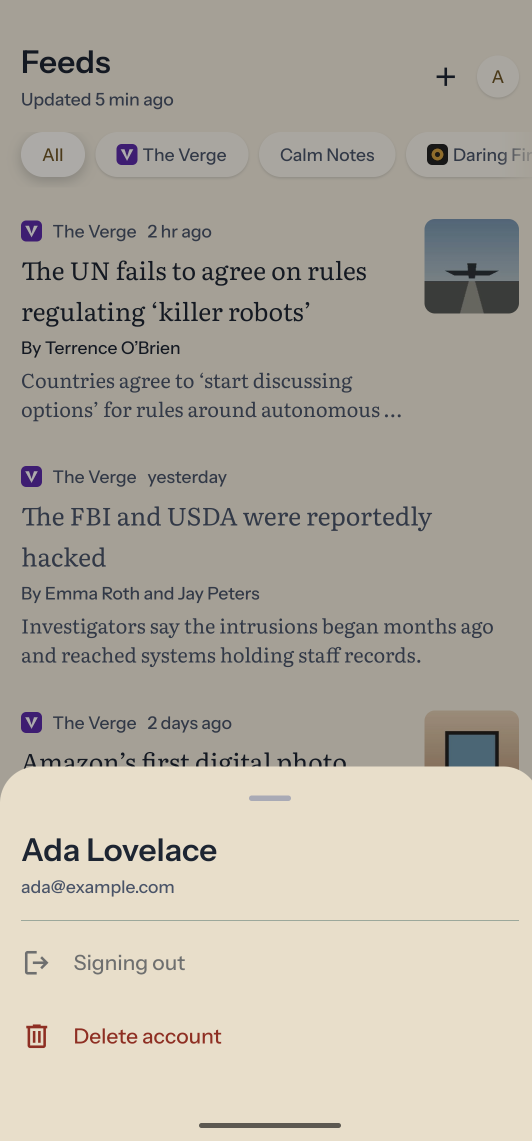 Feeds
Updated 5 min ago
A
All
The Verge
Calm Notes
Daring Fir
The Verge 2 hr ago
The UN fails to agree on rules
regulating ‘killer robots’
By Terrence O’Brien
Countries agree to ‘start discussing
options’ for rules around autonomous …
The Verge yesterday
The FBI and USDA were reportedly
hacked
By Emma Roth and Jay Peters
Investigators say the intrusions began months ago
and reached systems holding staff records.
The Verge 2 days ago
Amazon’s first digital photo
Ada Lovelace
ada@example.com
Signing out
Delete account